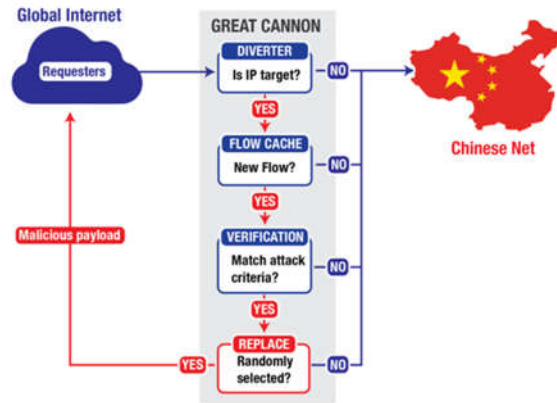 Global Internet
Requesters
GREAT CANNON
DIVERTER
Is IP target?
NO
YES
Chinese Net
FLOW CACHE
New Flow?
NO
YES
Malicious payload
VERIFICATION
Match attack
criteria?
NO
YES
REPLACE
Randomly
selected?
YES
NO